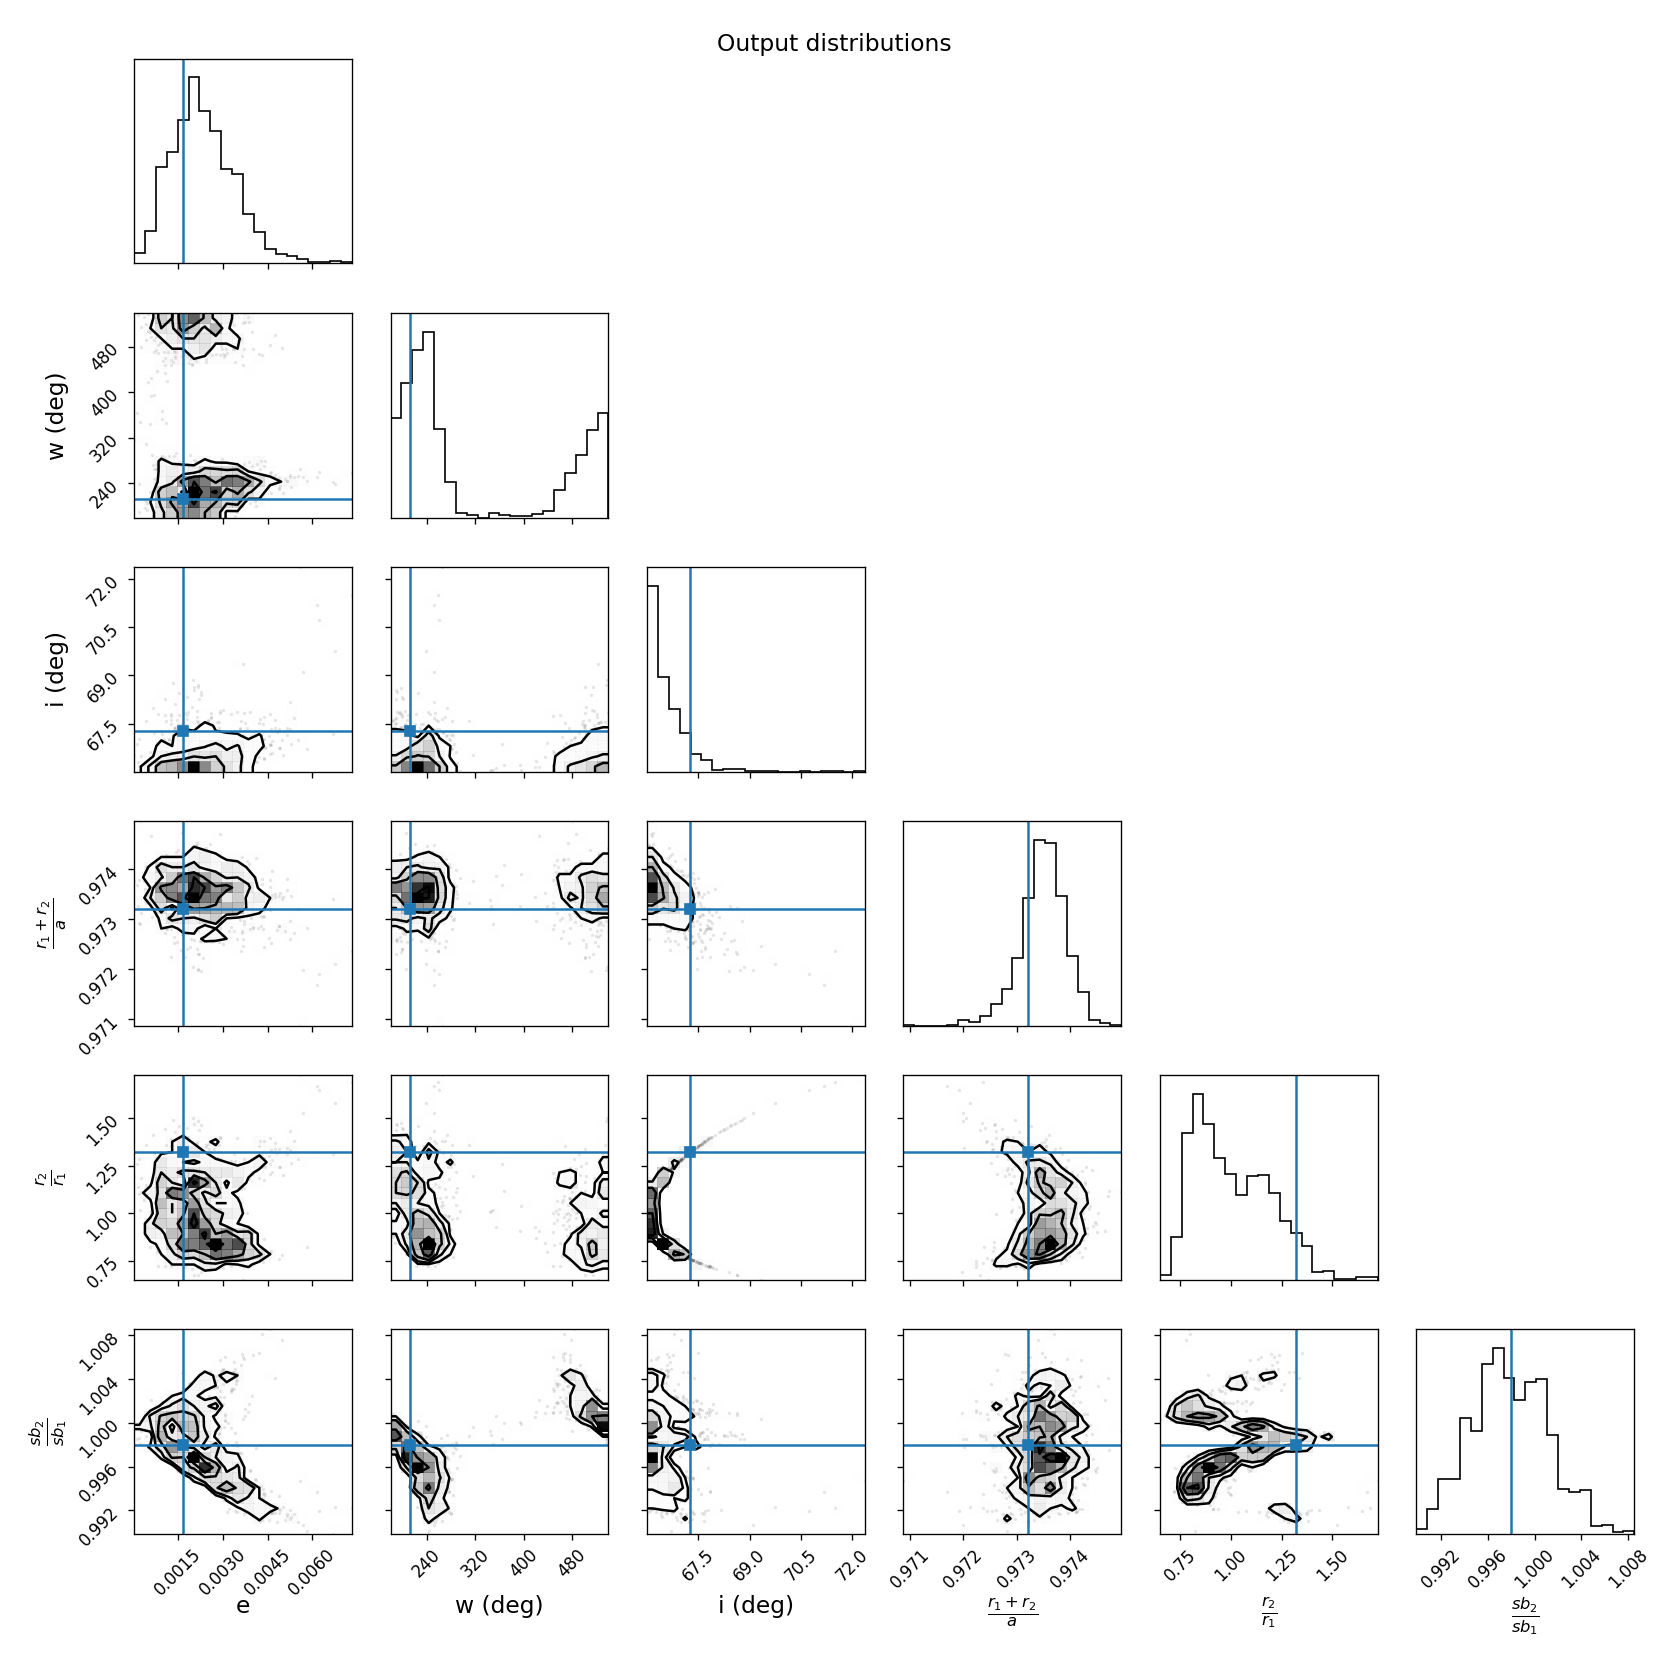 Output distributions
w (deg)
480
400
320
240
i (deg)
72.0
70.5
69.0
67.5
r₁ + r₂
a
0.974
0.973
0.972
0.971
r₂
r₁
1.50
1.25
1.00
0.75
sb₂
sb₁
1.008
1.004
1.000
0.996
0.992
0.0015 0.0030 0.0045 0.0060
240 320 400 480
67.5 69.0 70.5 72.0
0.971 0.972 0.973 0.974
0.75 1.00 1.25 1.50
0.992 0.996 1.000 1.004 1.008
e
w (deg)
i (deg)
r₁ + r₂
a
r₂
r₁
sb₂
sb₁